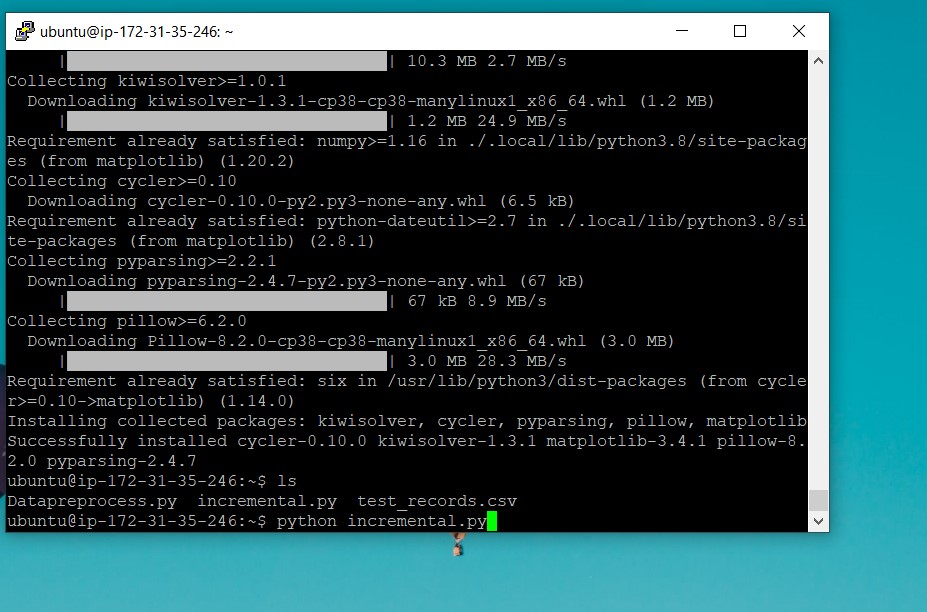 ubuntu@ip-172-31-35-246: ~
| | 10.3 MB 2.7 MB/s
Collecting kiwisolver>=1.0.1
Downloading kiwisolver-1.3.1-cp38-cp38-manylinux1_x86_64.whl (1.2 MB)
| | 1.2 MB 24.9 MB/s
Requirement already satisfied: numpy>=1.16 in ./.local/lib/python3.8/site-packag
es (from matplotlib) (1.20.2)
Collecting cycler>=0.10
Downloading cycler-0.10.0-py2.py3-none-any.whl (6.5 kB)
Requirement already satisfied: python-dateutil>=2.7 in ./.local/lib/python3.8/si
te-packages (from matplotlib) (2.8.1)
Collecting pyparsing>=2.2.1
Downloading pyparsing-2.4.7-py2.py3-none-any.whl (67 kB)
| | 67 kB 8.9 MB/s
Collecting pillow>=6.2.0
Downloading Pillow-8.2.0-cp38-cp38-manylinux1_x86_64.whl (3.0 MB)
| | 3.0 MB 28.3 MB/s
Requirement already satisfied: six in /usr/lib/python3/dist-packages (from cycle
r>=0.10->matplotlib) (1.14.0)
Installing collected packages: kiwisolver, cycler, pyparsing, pillow, matplotlib
Successfully installed cycler-0.10.0 kiwisolver-1.3.1 matplotlib-3.4.1 pillow-8.
2.0 pyparsing-2.4.7
ubuntu@ip-172-31-35-246:~$ ls
Datapreprocess.py incremental.py test_records.csv
ubuntu@ip-172-31-35-246:~$ python incremental.py